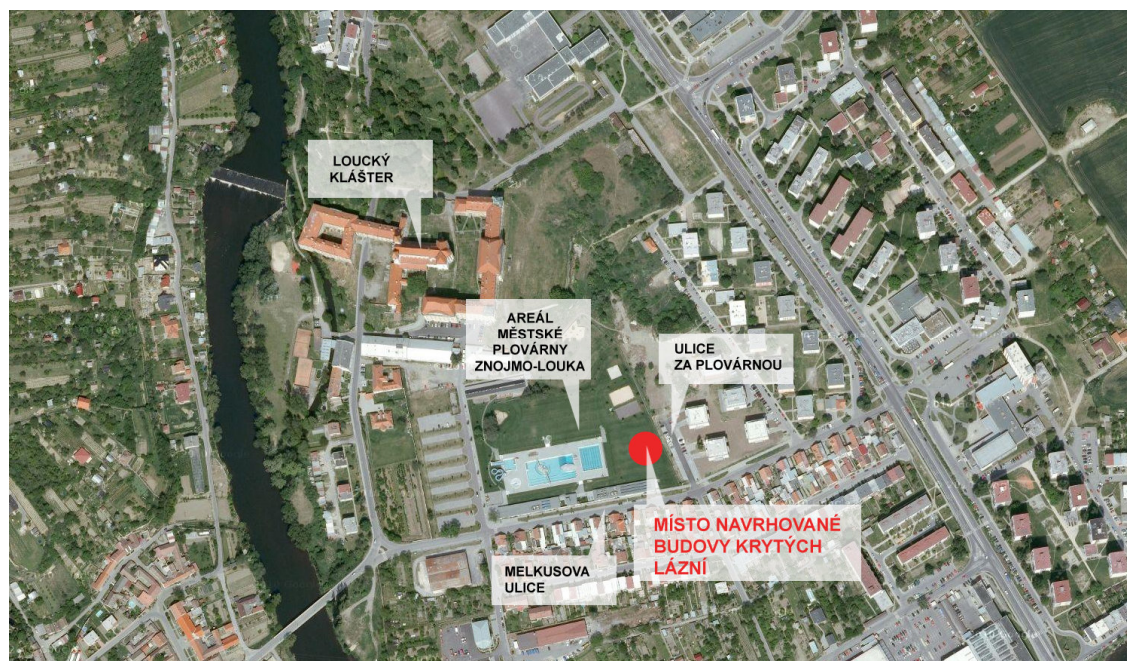 LOUCKÝ
KLÁŠTER
AREÁL
MĚSTSKÉ
PLOVÁRNY
ZNOJMO-LOUKA
ULICE
ZA PLOVÁRNOU
MÍSTO NAVRHOVANÉ
BUDOVY KRYTÝCH
LÁZNÍ
MELKUSOVA
ULICE